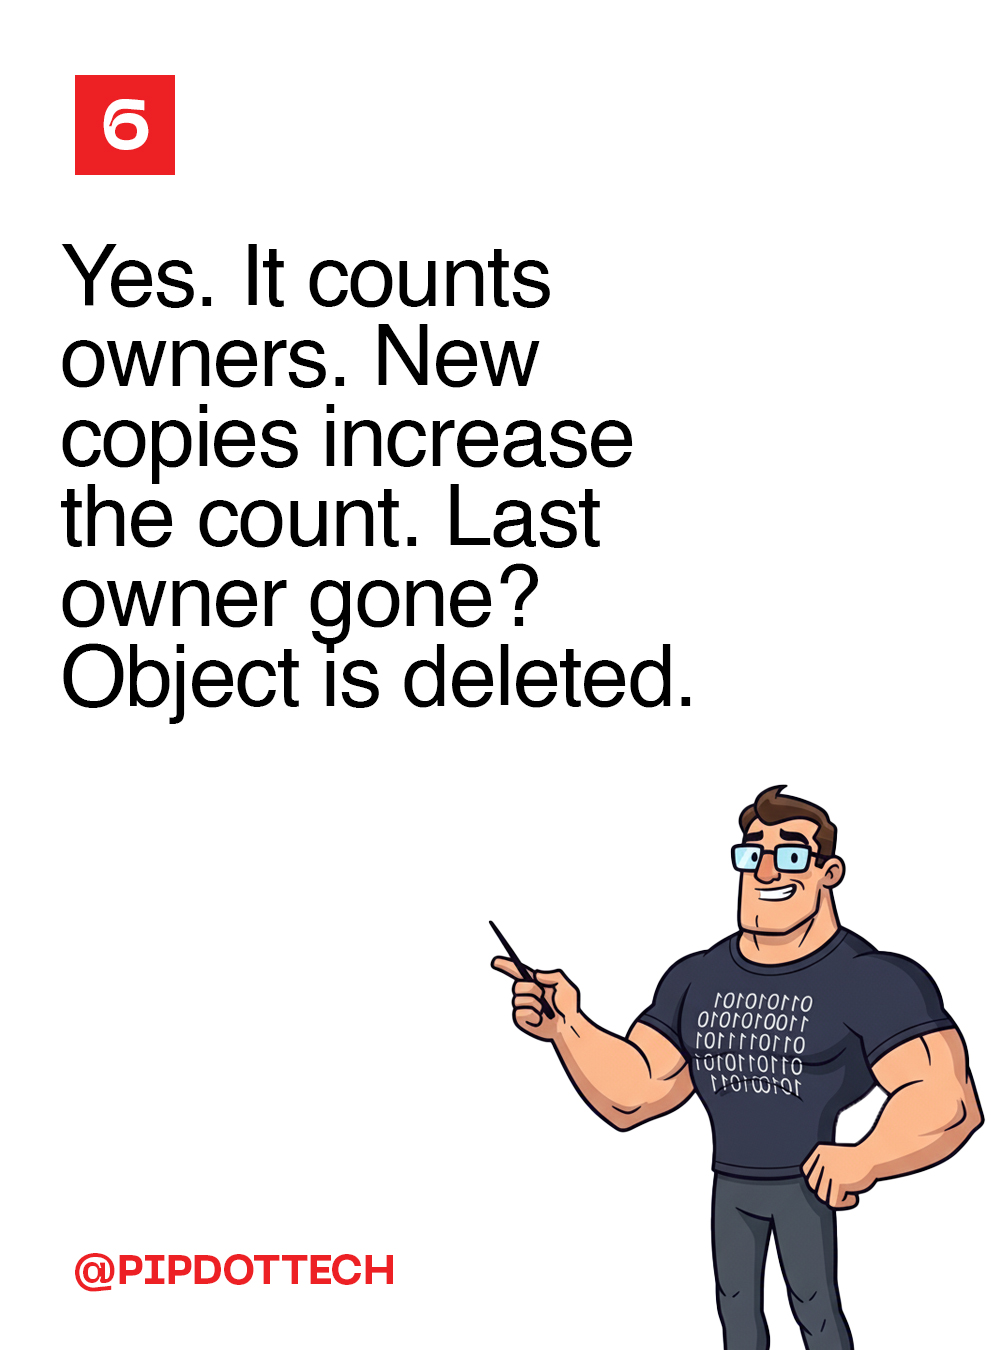 6
Yes. It counts
owners. New
copies increase
the count. Last
owner gone?
Object is deleted.
@PIPDOTTECH